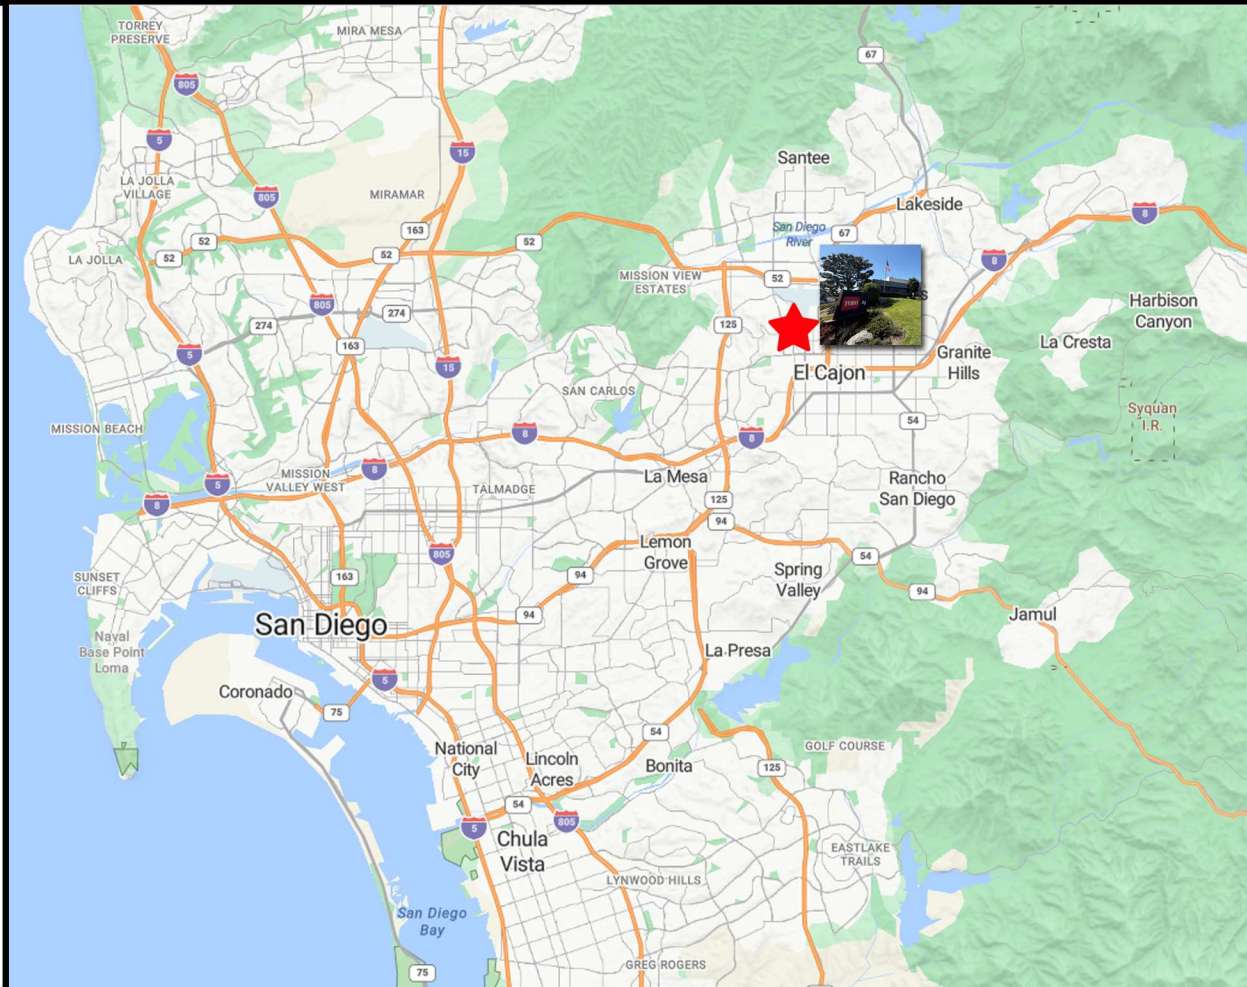 TORREY
PRESERVE
MIRA MESA
67
805
5
15
Santee
LA JOLLA
VILLAGE
MIRAMAR
805
Lakeside
8
163
San Diego
River
67
52
52
52
52
LA JOLLA
8
MISSION VIEW
ESTATES
52
805
Harbison
Canyon
274
274
125
163
La Cresta
5
Granite
Hills
15
El Cajon
SAN CARLOS
54
Syquan
I.R.
MISSION BEACH
8
8
8
MISSION
VALLEY WEST
La Mesa
TALMADGE
Rancho
San Diego
5
8
125
94
Lemon
Grove
805
54
SUNSET
CLIFFS
163
94
Spring
Valley
94
94
Jamul
San Diego
Naval
Base Point
Loma
La Presa
5
Coronado
75
54
National
City
Lincoln
Acres
Bonita
GOLF COURSE
125
54
5
805
Chula
Vista
EASTLAKE
TRAILS
LYNWOOD HILLS
San Diego
Bay
GREG ROGERS
75